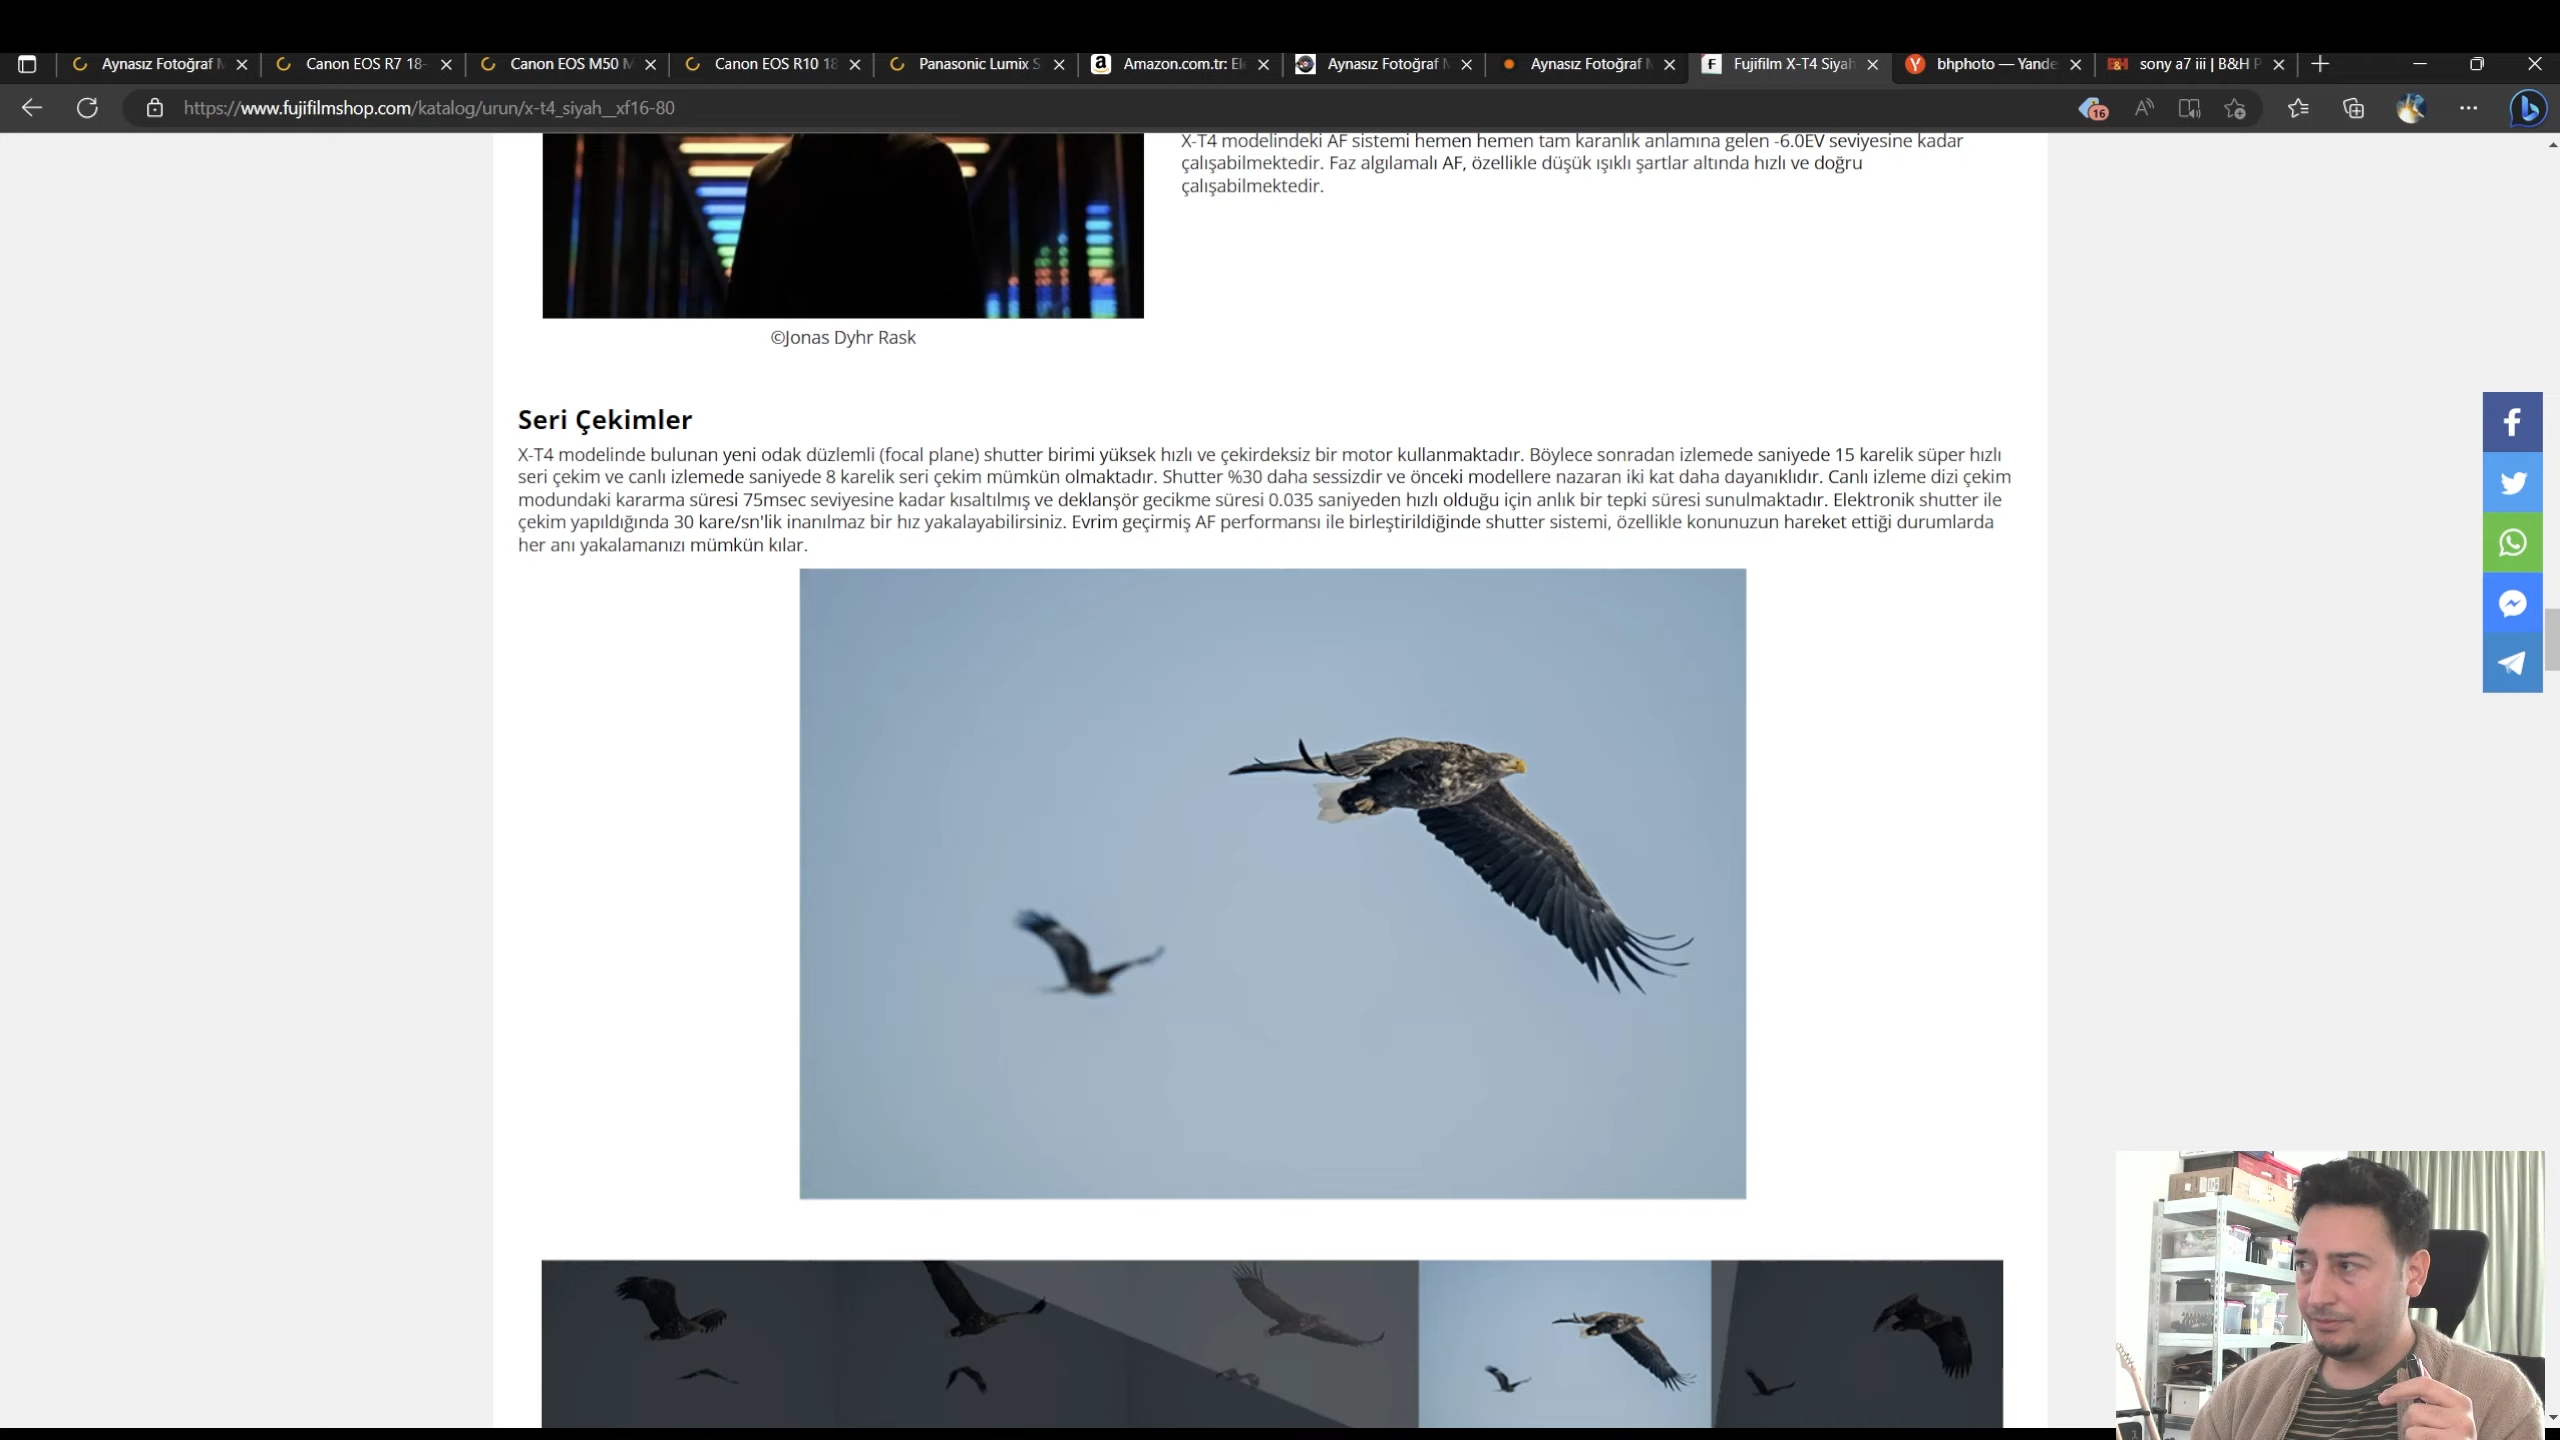 Aynasız Fotoğraf M
Canon EOS R7 18-
Canon EOS M50 M
Canon EOS R10 18
Panasonic Lumix S
Amazon.com.tr: El
Aynasız Fotoğraf M
Aynasız Fotoğraf M
Fujifilm X-T4 Siyah
bhphoto — Yande
sony a7 iii | B&H P
https://www.fujifilmshop.com/katalog/urun/x-t4_siyah__xf16-80
16
X-T4 modelindeki AF sistemi hemen hemen tam karanlık anlamına gelen -6.0EV seviyesine kadar
çalışabilmektedir. Faz algılamalı AF, özellikle düşük ışıklı şartlar altında hızlı ve doğru
çalışabilmektedir.
©Jonas Dyhr Rask
Seri Çekimler
X-T4 modelinde bulunan yeni odak düzlemli (focal plane) shutter birimi yüksek hızlı ve çekirdeksiz bir motor kullanmaktadır. Böylece sonradan izlemede saniyede 15 karelik süper hızlı
seri çekim ve canlı izlemede saniyede 8 karelik seri çekim mümkün olmaktadır. Shutter %30 daha sessizdir ve önceki modellere nazaran iki kat daha dayanıklıdır. Canlı izleme dizi çekim
modundaki kararma süresi 75msec seviyesine kadar kısaltılmış ve deklanşör gecikme süresi 0.035 saniyeden hızlı olduğu için anlık bir tepki süresi sunulmaktadır. Elektronik shutter ile
çekim yapıldığında 30 kare/sn'lik inanılmaz bir hız yakalayabilirsiniz. Evrim geçirmiş AF performansı ile birleştirildiğinde shutter sistemi, özellikle konunuzun hareket ettiği durumlarda
her anı yakalamanızı mümkün kılar.